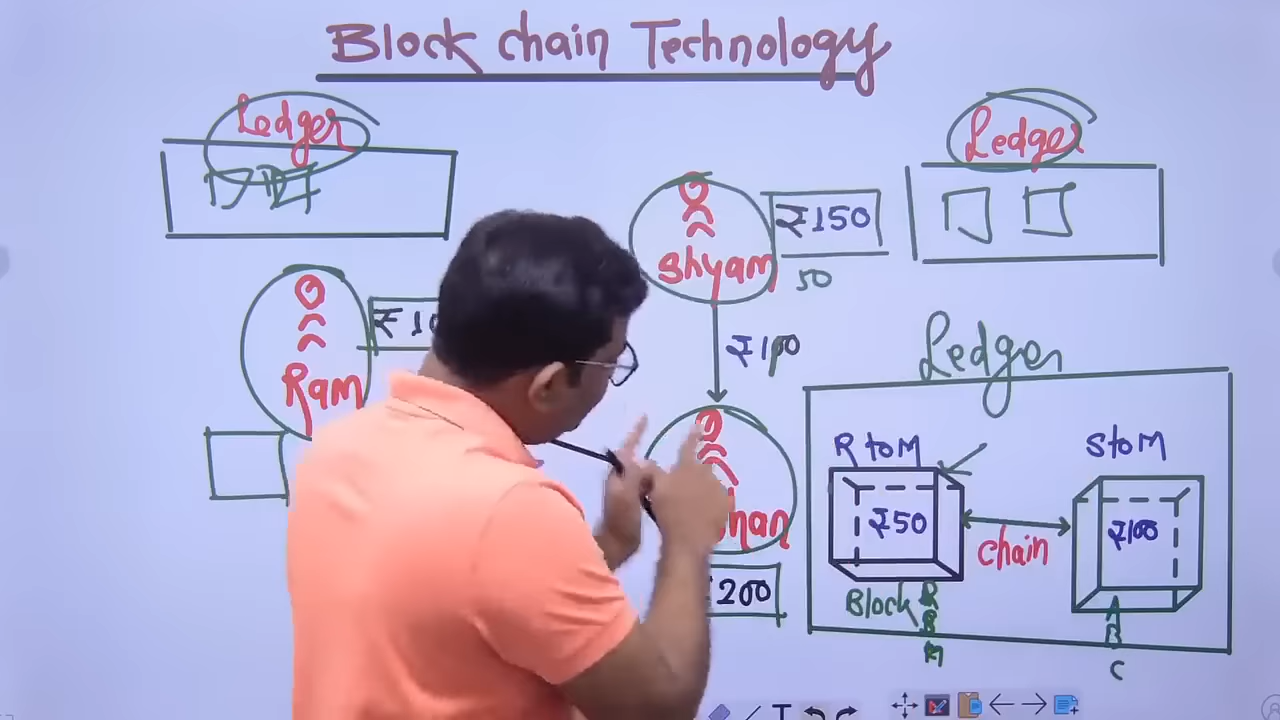 Block chain Technology
Ledger
Ledger
Shyam
₹150
50
Ram
₹100
Ledger
R to M
S to M
₹50
chain
₹100
200
Block
R
B
M
A
B
C
T